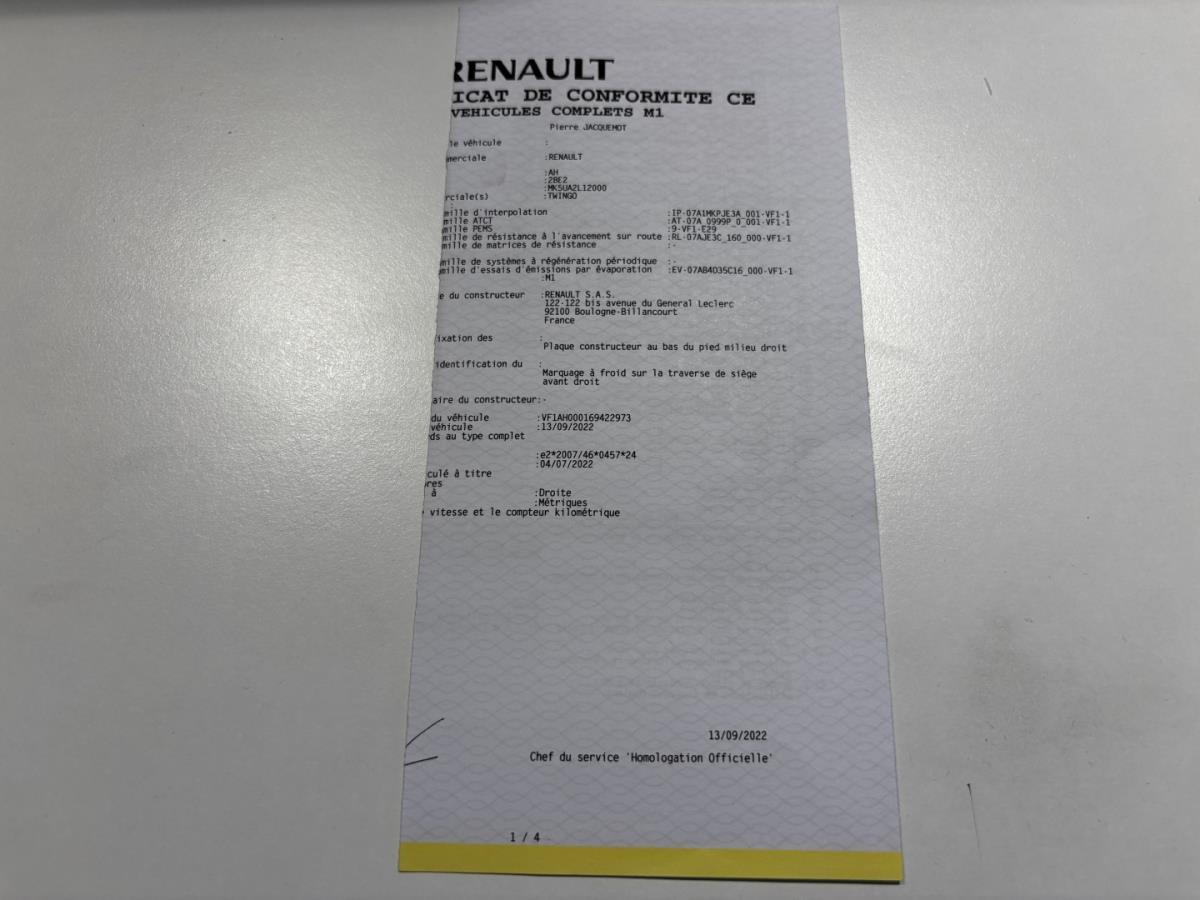 RENAULT
ICAT DE CONFORMITE CE
VEHICULES COMPLETS M1
Pierre JACQUEMOT
le véhicule :
merciale :RENAULT
:AH
:2BE2
:MK5UA2L12000
rciale(s) :TWINGO
:
mille d'interpolation :IP-07A1MKPJE3A_001-VF1-1
mille ATCT :AT-07A_0999P_0_001-VF1-1
mille PEMS :9-VF1-E29
mille de résistance à l'avancement sur route :RL-07AJE3C_160_000-VF1-1
mille de matrices de résistance :-
mille de systèmes à régénération périodique :-
mille d'essais d'émissions par évaporation :EV-07AB4D35C16_000-VF1-1
:M1
e du constructeur :RENAULT S.A.S.
122-122 bis avenue du General Leclerc
92100 Boulogne-Billancourt
France
fixation des :
Plaque constructeur au bas du pied milieu droit
identification du :
Marquage à froid sur la traverse de siège
avant droit
aire du constructeur:-
du véhicule :VF1AH000169422973
véhicule :13/09/2022
ds au type complet
:e2*2007/46*0457*24
:04/07/2022
culé à titre
res
à :Droite
:Métriques
vitesse et le compteur kilométrique
13/09/2022
Chef du service 'Homologation Officielle'
1 / 4